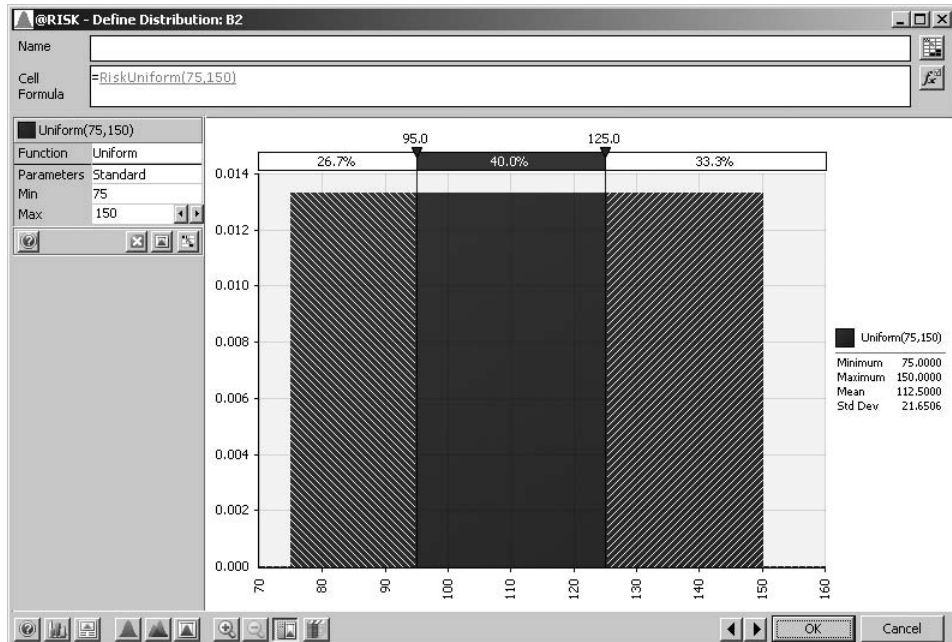 @RISK - Define Distribution: B2
Name
Cell Formula
=RiskUniform(75,150)
Uniform(75,150)
Function Uniform
Parameters Standard
Min 75
Max 150
95.0 125.0
26.7% 40.0% 33.3%
0.014
0.012
0.010
0.008
0.006
0.004
0.002
0.000
70 80 90 100 110 120 130 140 150 160
Uniform(75,150)
Minimum 75.0000
Maximum 150.0000
Mean 112.5000
Std Dev 21.6506
OK Cancel